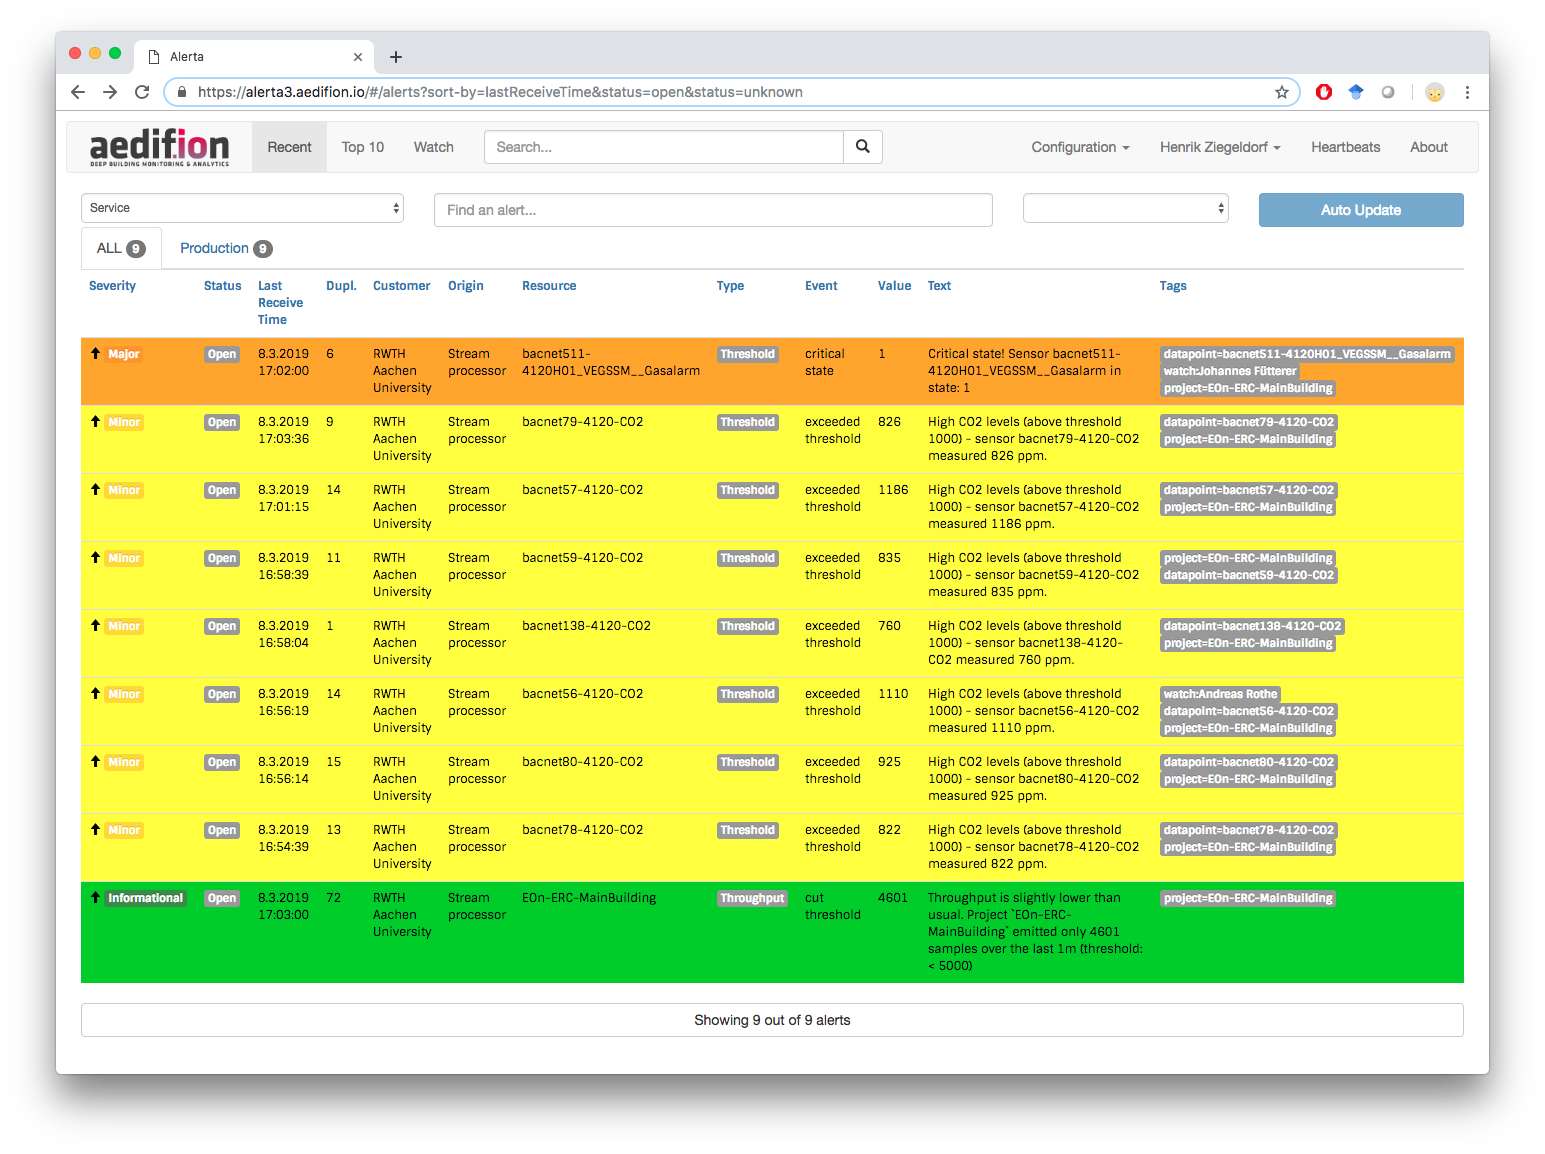 Alerta
https://alerta3.aedifion.io/#/alerts?sort-by=lastReceiveTime&status=open&status=unknown
aedifion
DEEP BUILDING MONITORING & ANALYTICS
Recent Top 10 Watch Search... Configuration Henrik Ziegeldorf Heartbeats About
Service Find an alert... Auto Update
ALL 9 Production 9
Severity Status Last Dupl. Customer Origin Resource Type Event Value Text Tags
Receive
Time
Major Open 8.3.2019 6 RWTH Stream bacnet511- Threshold critical 1 Critical state! Sensor bacnet511- datapoint=bacnet511-4120H01_VEGSSM__Gasalarm
17:02:00 Aachen processor 4120H01_VEGSSM__Gasalarm state 4120H01_VEGSSM__Gasalarm in watch:Johannes Fütterer
University state: 1 project=EOn-ERC-MainBuilding
Minor Open 8.3.2019 9 RWTH Stream bacnet79-4120-CO2 Threshold exceeded 826 High CO2 levels (above threshold datapoint=bacnet79-4120-CO2
17:03:36 Aachen processor threshold 1000) - sensor bacnet79-4120-CO2 project=EOn-ERC-MainBuilding
University measured 826 ppm.
Minor Open 8.3.2019 14 RWTH Stream bacnet57-4120-CO2 Threshold exceeded 1186 High CO2 levels (above threshold datapoint=bacnet57-4120-CO2
17:01:15 Aachen processor threshold 1000) - sensor bacnet57-4120-CO2 project=EOn-ERC-MainBuilding
University measured 1186 ppm.
Minor Open 8.3.2019 11 RWTH Stream bacnet59-4120-CO2 Threshold exceeded 835 High CO2 levels (above threshold project=EOn-ERC-MainBuilding
16:58:39 Aachen processor threshold 1000) - sensor bacnet59-4120-CO2 datapoint=bacnet59-4120-CO2
University measured 835 ppm.
Minor Open 8.3.2019 1 RWTH Stream bacnet138-4120-CO2 Threshold exceeded 760 High CO2 levels (above threshold datapoint=bacnet138-4120-CO2
16:58:04 Aachen processor threshold 1000) - sensor bacnet138-4120- project=EOn-ERC-MainBuilding
University CO2 measured 760 ppm.
Minor Open 8.3.2019 14 RWTH Stream bacnet56-4120-CO2 Threshold exceeded 1110 High CO2 levels (above threshold watch:Andreas Rothe
16:56:19 Aachen processor threshold 1000) - sensor bacnet56-4120-CO2 datapoint=bacnet56-4120-CO2
University measured 1110 ppm. project=EOn-ERC-MainBuilding
Minor Open 8.3.2019 15 RWTH Stream bacnet80-4120-CO2 Threshold exceeded 925 High CO2 levels (above threshold datapoint=bacnet80-4120-CO2
16:56:14 Aachen processor threshold 1000) - sensor bacnet80-4120-CO2 project=EOn-ERC-MainBuilding
University measured 925 ppm.
Minor Open 8.3.2019 13 RWTH Stream bacnet78-4120-CO2 Threshold exceeded 822 High CO2 levels (above threshold datapoint=bacnet78-4120-CO2
16:54:39 Aachen processor threshold 1000) - sensor bacnet78-4120-CO2 project=EOn-ERC-MainBuilding
University measured 822 ppm.
Informational Open 8.3.2019 72 RWTH Stream EOn-ERC-MainBuilding Throughput cut 4601 Throughput is slightly lower than project=EOn-ERC-MainBuilding
17:03:00 Aachen processor threshold usual. Project `EOn-ERC-
University MainBuilding` emitted only 4601
samples over the last 1m (threshold:
< 5000)
Showing 9 out of 9 alerts